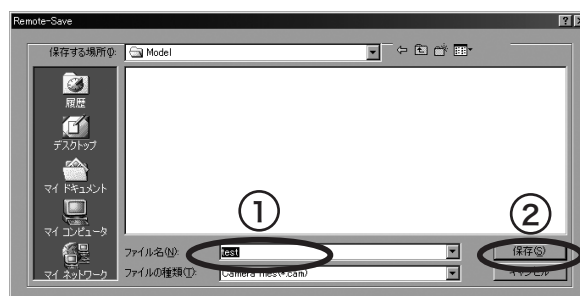 Remote-Save
保存する場所(I): Model
履歴
デスクトップ
マイ ドキュメント
マイ コンピュータ
マイ ネットワーク
①
②
ファイル名(N): test 保存(S)
ファイルの種類(T): Camera files(*.cam) キャンセル